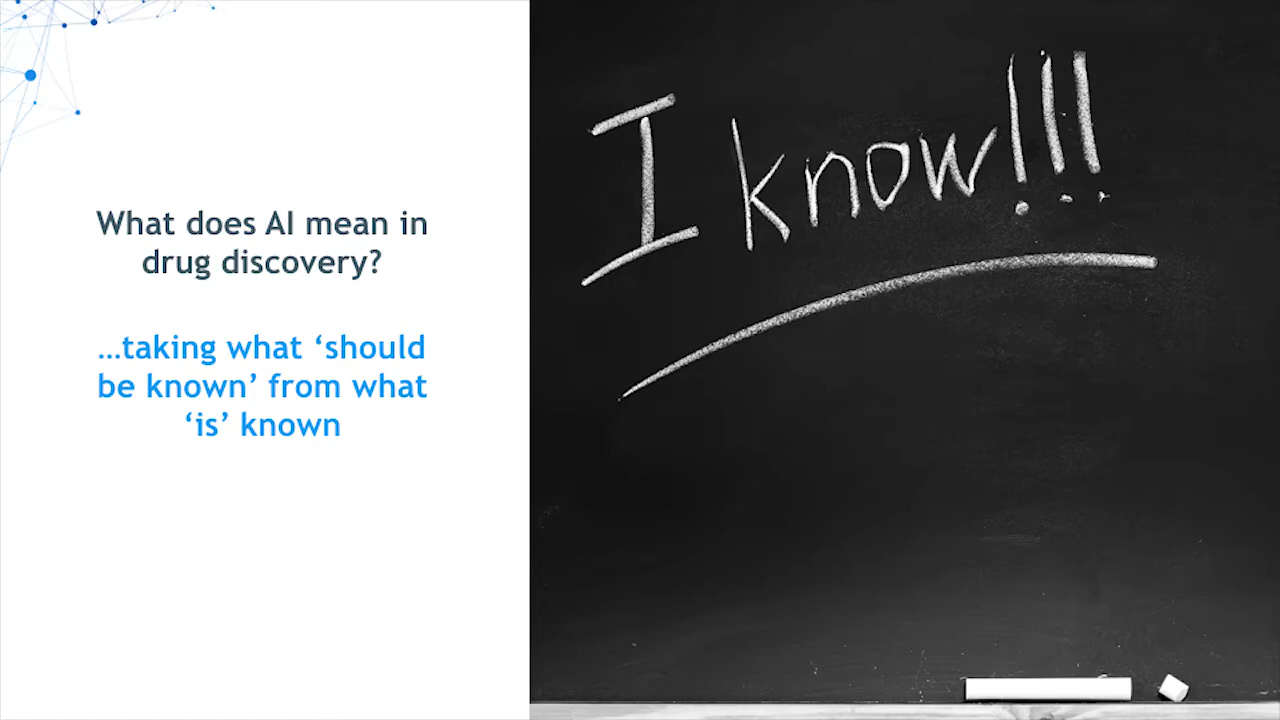 What does AI mean in
drug discovery?
…taking what ‘should
be known’ from what
‘is’ known
I know!!!